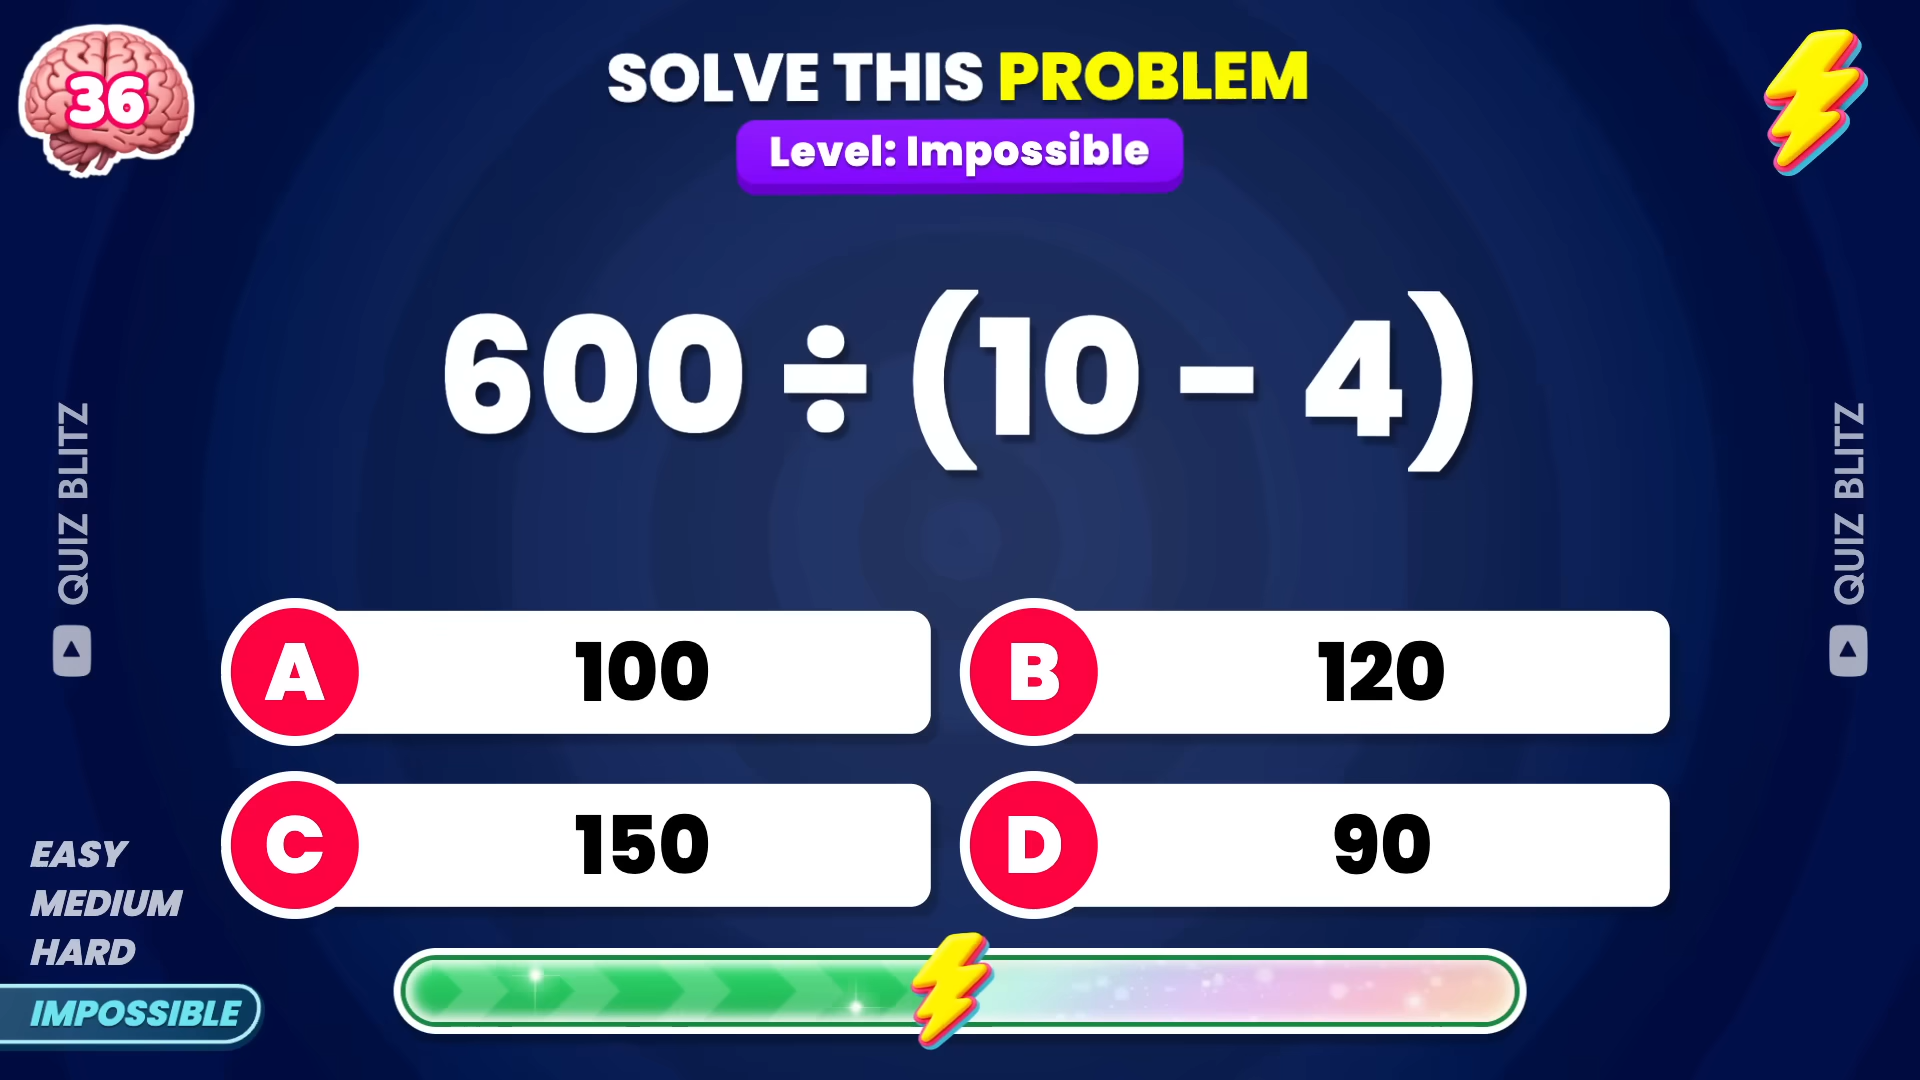 36
SOLVE THIS PROBLEM
Level: Impossible
600 ÷ (10 - 4)
QUIZ BLITZ
QUIZ BLITZ
A 100
B 120
C 150
D 90
EASY
MEDIUM
HARD
IMPOSSIBLE